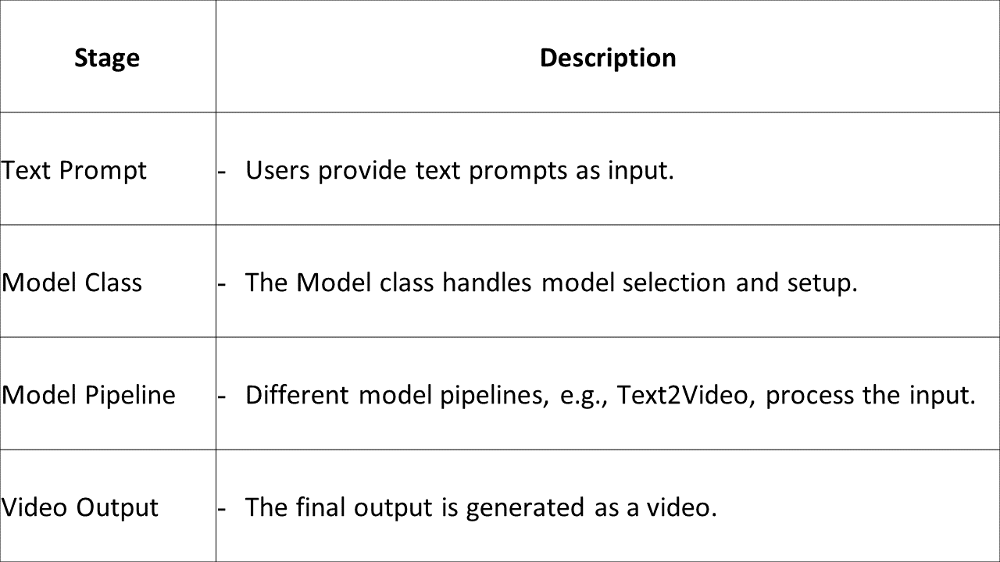 Stage Description
Text Prompt - Users provide text prompts as input.
Model Class - The Model class handles model selection and setup.
Model Pipeline - Different model pipelines, e.g., Text2Video, process the input.
Video Output - The final output is generated as a video.